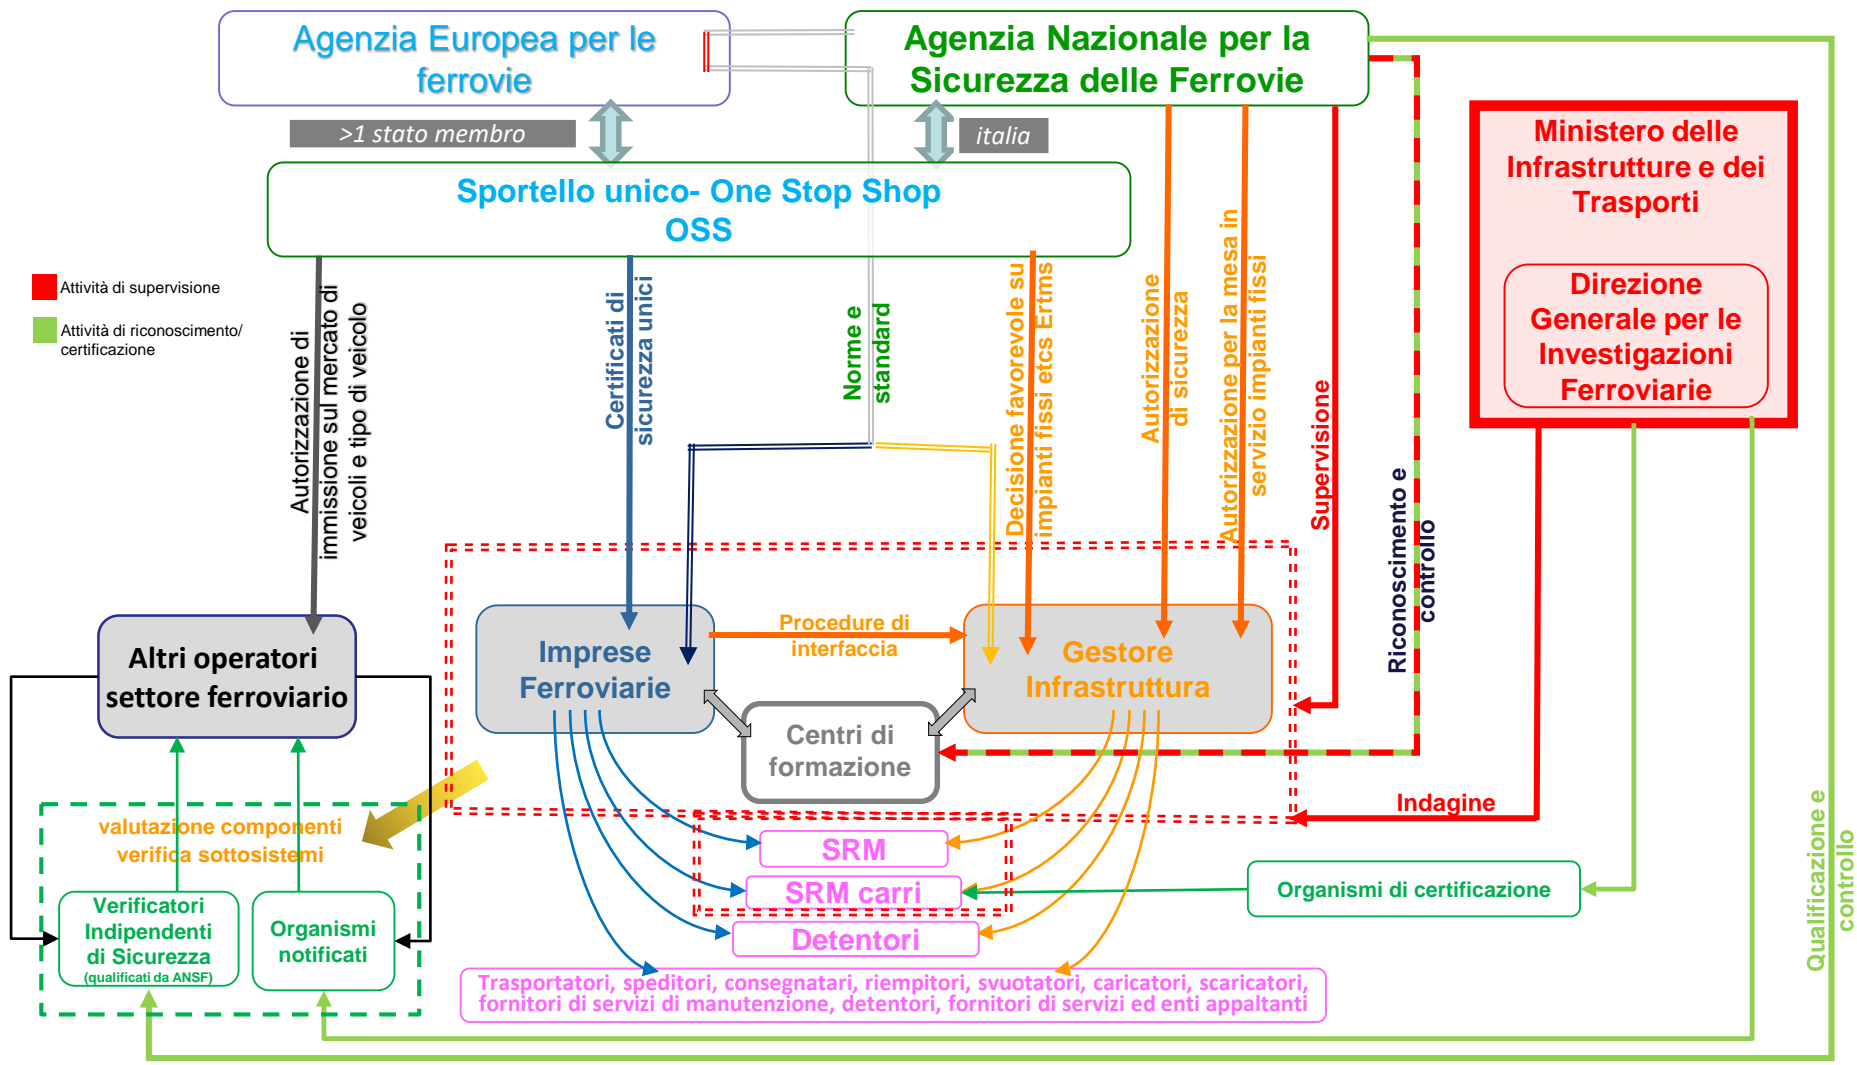 Agenzia Europea per le
ferrovie
Agenzia Nazionale per la
Sicurezza delle Ferrovie
>1 stato membro
italia
Ministero delle
Infrastrutture e dei
Trasporti
Sportello unico- One Stop Shop
OSS
Direzione
Generale per le
Investigazioni
Ferroviarie
Attività di supervisione
Attività di riconoscimento/
certificazione
Autorizzazione di
immissione sul mercato di
veicoli e tipo di veicolo
Certificati di
sicurezza unici
Norme e
standard
Decisione favorevole su
impianti fissi etcs Ertms
Autorizzazione
di sicurezza
Autorizzazione per la mesa in
servizio impianti fissi
Supervisione
Riconoscimento e
controllo
Altri operatori
settore ferroviario
Imprese
Ferroviarie
Procedure di
interfaccia
Gestore
Infrastruttura
Centri di
formazione
Indagine
Qualificazione e
controllo
valutazione componenti
verifica sottosistemi
SRM
SRM carri
Organismi di certificazione
Detentori
Verificatori
Indipendenti
di Sicurezza
(qualificati da ANSF)
Organismi
notificati
Trasportatori, speditori, consegnatari, riempitori, svuotatori, caricatori, scaricatori,
fornitori di servizi di manutenzione, detentori, fornitori di servizi ed enti appaltanti